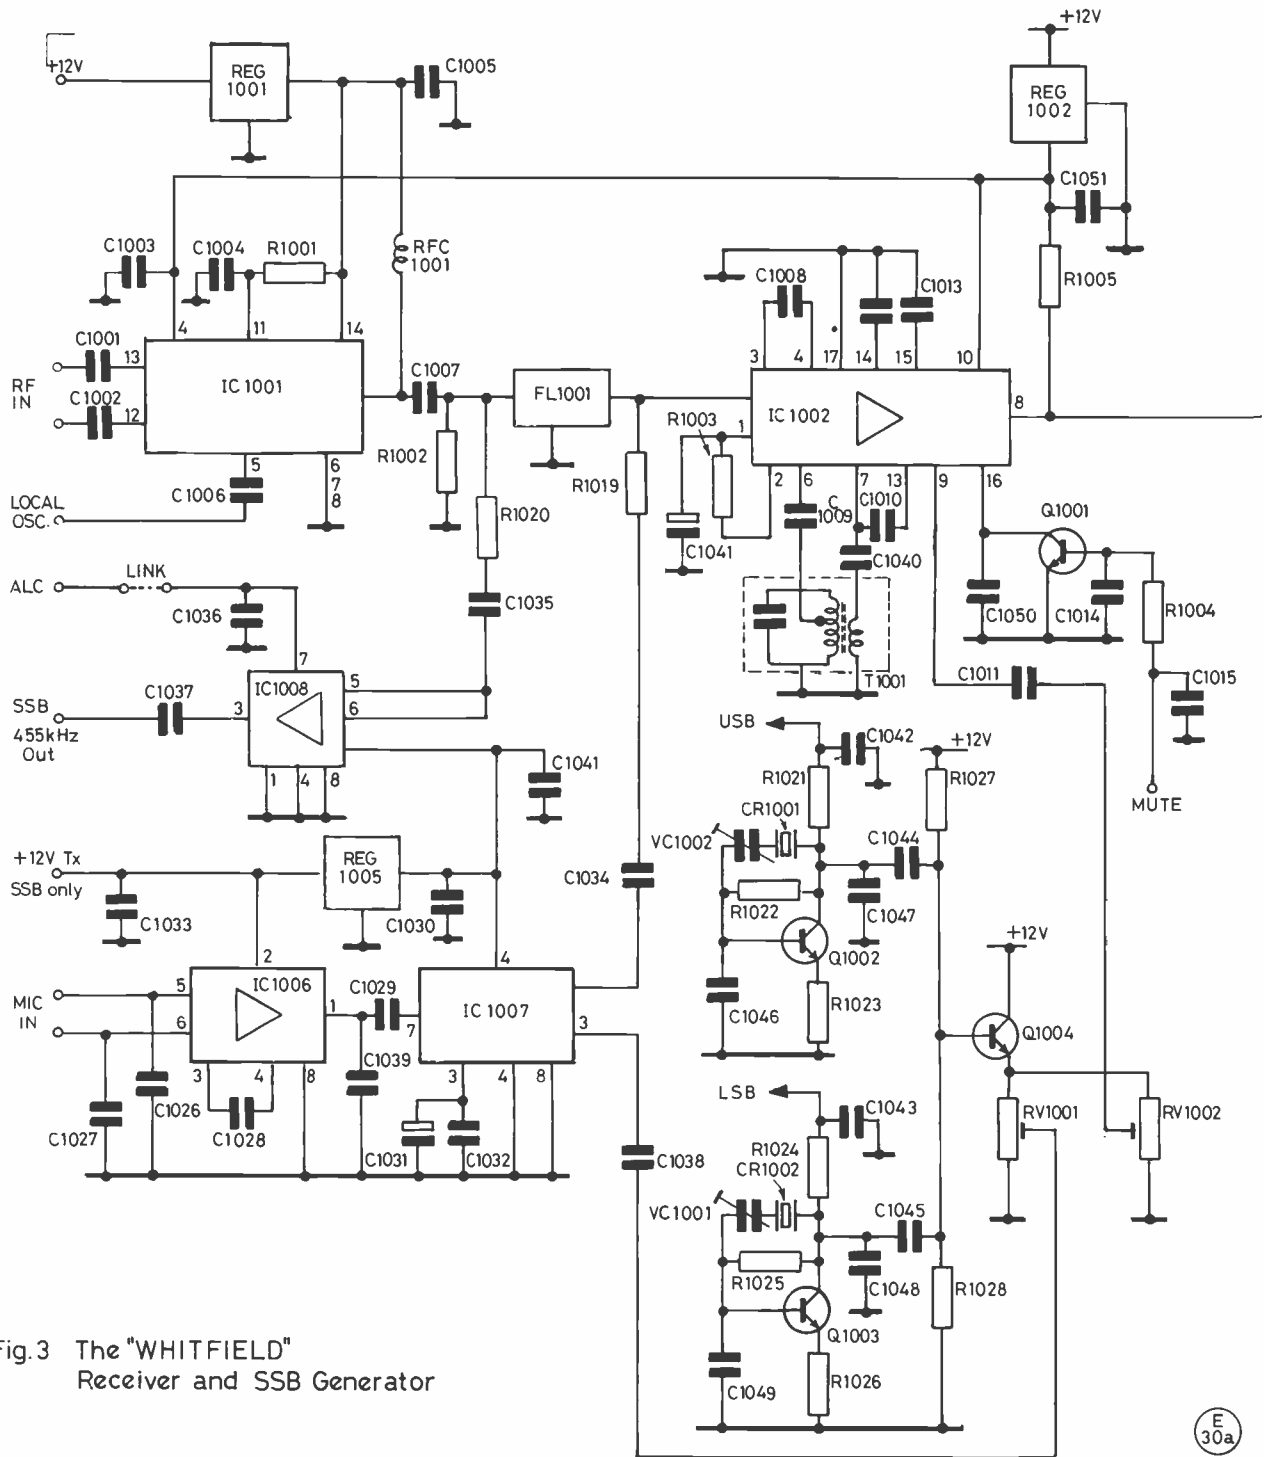 +12V
+12V
REG
1001
C1005
REG
1002
C1051
C1003
C1004
R1001
RFC
1001
C1008
C1013
R1005
4
11
14
3
4
17
14
15
10
C1001
13
RF
IN
C1002
12
IC1001
C1007
FL1001
IC1002
8
R1003
1
5
6
7
8
R1002
C1006
LOCAL
OSC.
R1019
2
6
7
13
9
16
C
1009
C1010
R1020
C1041
C1040
Q1001
ALC
LINK
C1036
C1035
C1050
C1014
R1004
7
T1001
C1011
C1015
C1037
IC1008
5
SSB
455kHz
Out
3
6
USB
C1042
+12V
R1021
R1027
MUTE
1
4
8
C1041
CR1001
VC1002
C1044
+12V Tx
SSB only
REG
1005
C1034
R1022
C1047
C1033
C1030
+12V
Q1002
2
4
MIC
IN
5
IC1006
C1029
IC1007
R1023
6
1
7
3
C1046
Q1004
3
4
8
C1039
3
4
8
LSB
C1043
RV1001
RV1002
C1027
C1026
C1028
C1031
C1032
C1038
R1024
CR1002
VC1001
C1045
R1025
C1048
R1028
Q1003
Fig.3 The "WHITFIELD"
Receiver and SSB Generator
C1049
R1026
E
30a